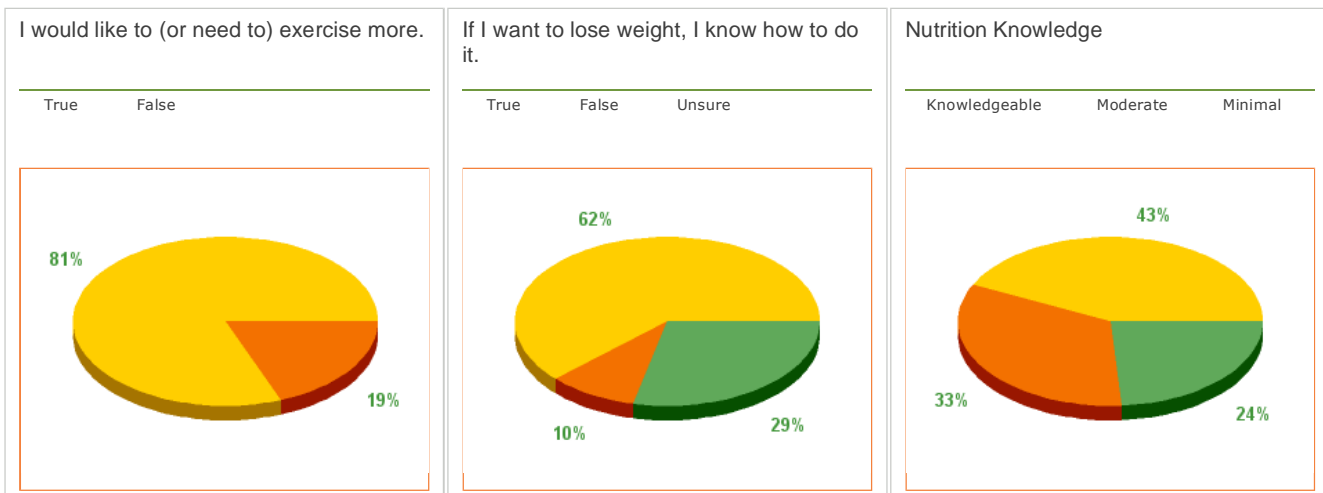 I would like to (or need to) exercise more.
True False
81%
19%
If I want to lose weight, I know how to do
it.
True False Unsure
62%
10%
29%
Nutrition Knowledge
Knowledgeable Moderate Minimal
43%
33%
24%